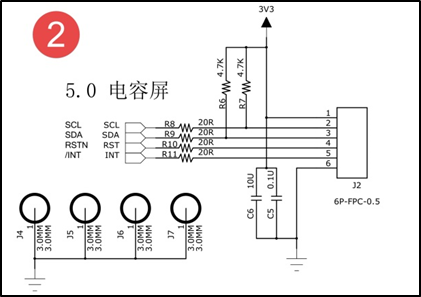 2
3V3
5.0 电容屏
4.7K
4.7K
R6
R7
SCL SCL R8 20R
SDA SDA R9 20R
RSTN RST R10 20R
/INT INT R11 20R
1
2
3
4
5
6
J2
6P-FPC-0.5
10U
0.1U
C6
C5
J4 1 3.0MM 3.0MM
J5 1 3.0MM 3.0MM
J6 1 3.0MM 3.0MM
J7 1 3.0MM 3.0MM